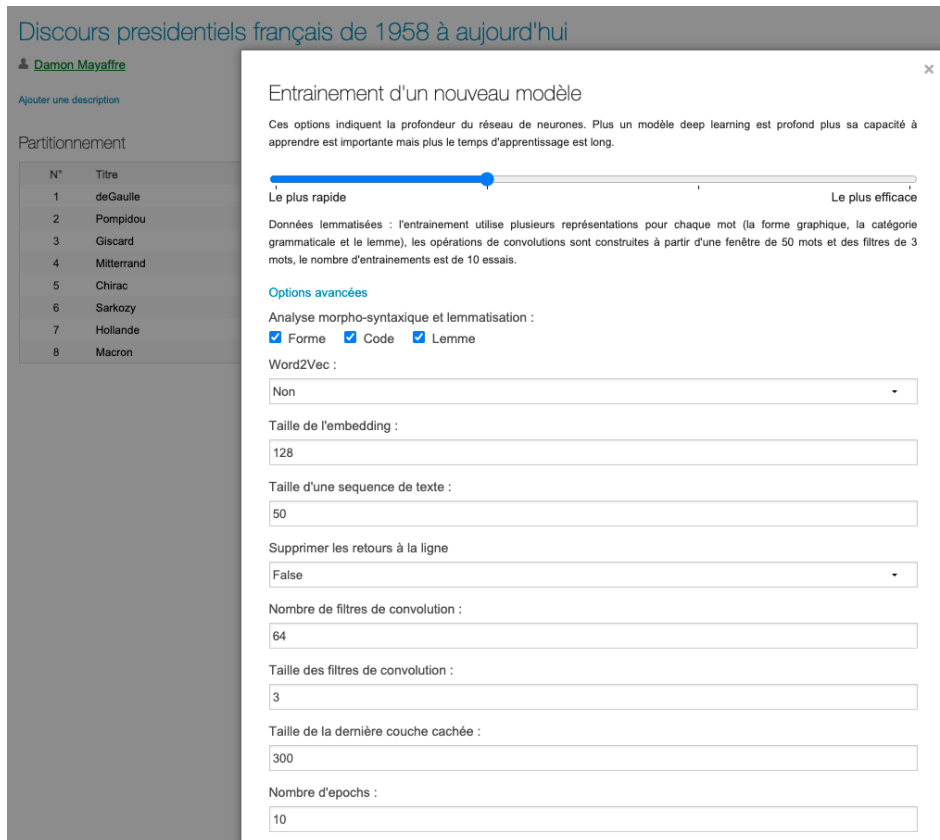 Discours presidentiels français de 1958 à aujourd'hui
Damon Mayaffre
Ajouter une description
Partitionnement
N° Titre
1 deGaulle
2 Pompidou
3 Giscard
4 Mitterrand
5 Chirac
6 Sarkozy
7 Hollande
8 Macron
×
Entrainement d'un nouveau modèle
Ces options indiquent la profondeur du réseau de neurones. Plus un modèle deep learning est profond plus sa capacité à
apprendre est importante mais plus le temps d'apprentissage est long.
Le plus rapide Le plus efficace
Données lemmatisées : l'entrainement utilise plusieurs représentations pour chaque mot (la forme graphique, la catégorie
grammaticale et le lemme), les opérations de convolutions sont construites à partir d'une fenêtre de 50 mots et des filtres de 3
mots, le nombre d'entrainements est de 10 essais.
Options avancées
Analyse morpho-syntaxique et lemmatisation :
Forme Code Lemme
Word2Vec :
Non
Taille de l'embedding :
128
Taille d'une sequence de texte :
50
Supprimer les retours à la ligne
False
Nombre de filtres de convolution :
64
Taille des filtres de convolution :
3
Taille de la dernière couche cachée :
300
Nombre d'epochs :
10